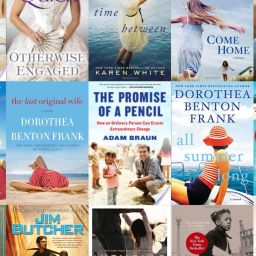 OTHERWISE
ENGAGED
time
between
KAREN WHITE
COME
HOME
the last original wife
DOROTHEA
BENTON FRANK
THE PROMISE
OF A PENCIL
How an Ordinary Person Can Create
Extraordinary Change
ADAM BRAUN
DOROTHEA
BENTON
FRANK
all
summer
long
JIM
BUTCHER